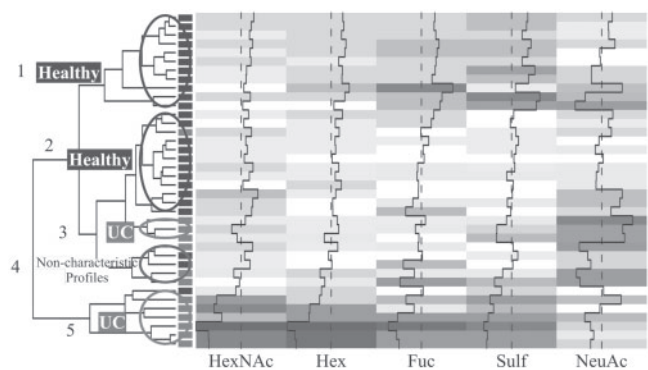 1 Healthy
2 Healthy
3 UC
Non-characteristic
Profiles
4
5 UC
HexNAc Hex Fuc Sulf NeuAc